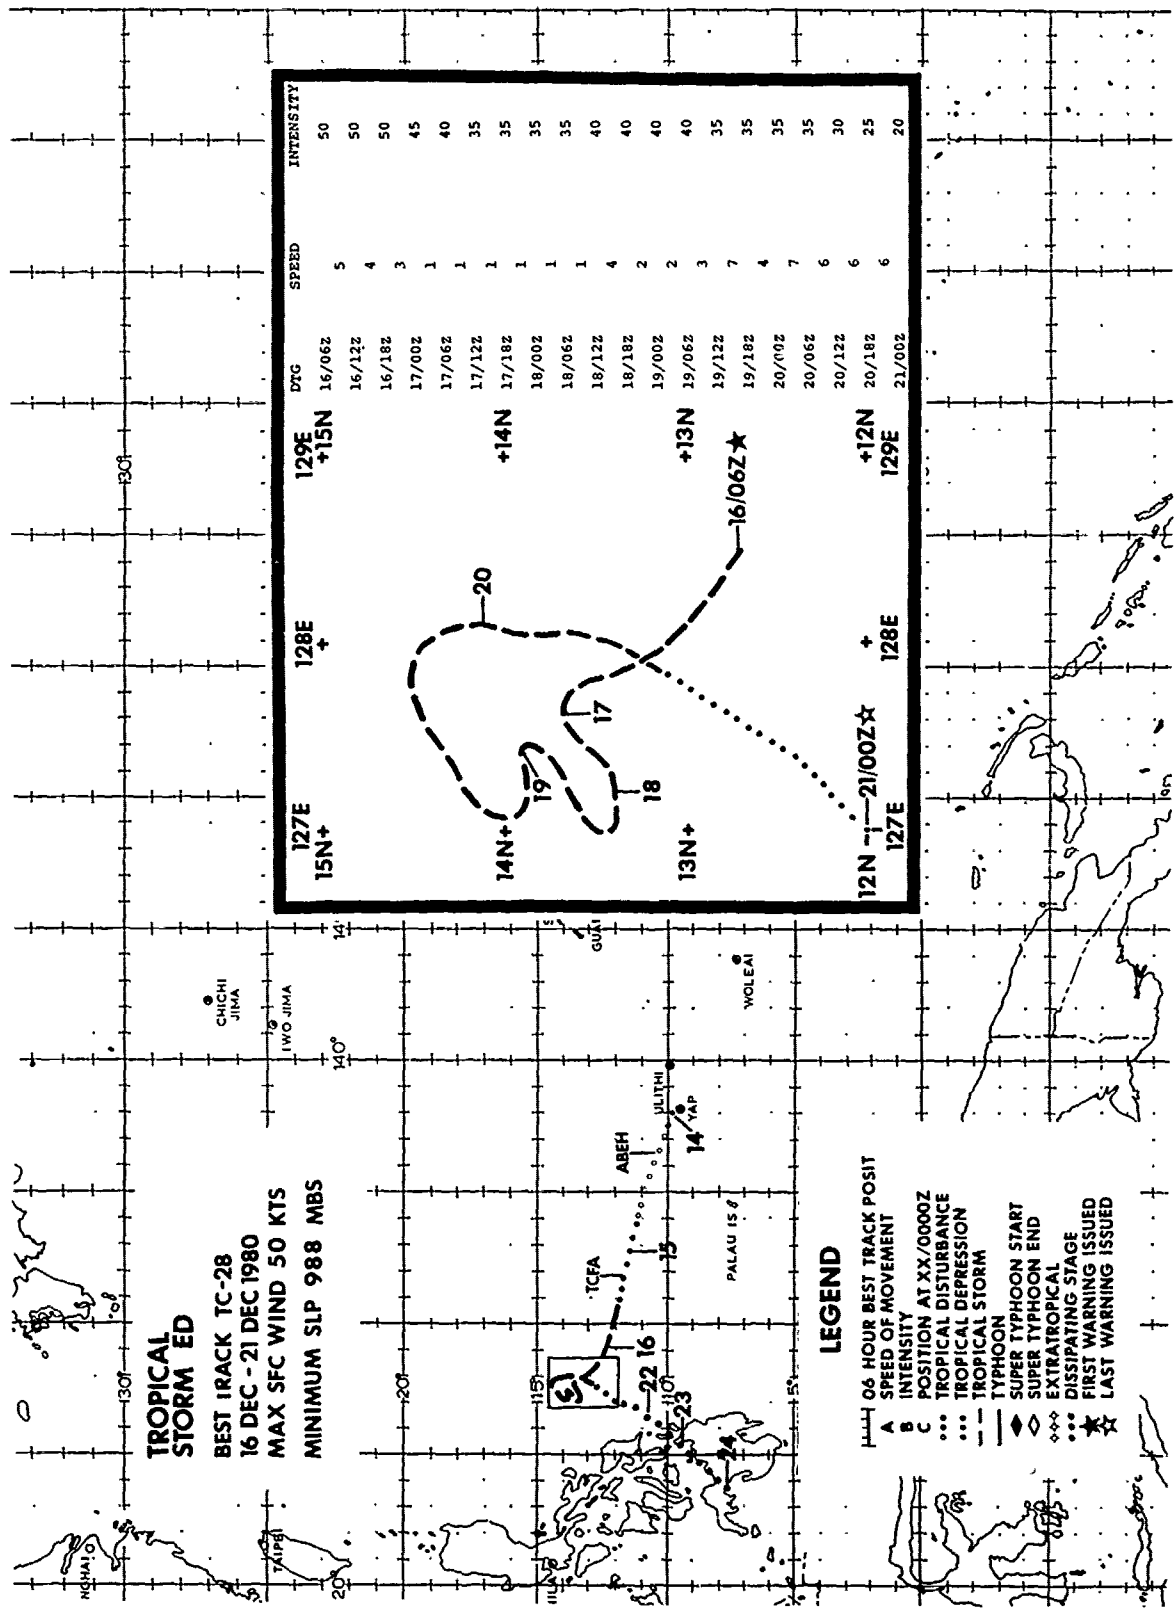 TROPICAL
STORM ED
BEST TRACK TC-28
16 DEC - 21 DEC 1980
MAX SFC WIND 50 KTS
MINIMUM SLP 988 MBS
LEGEND
06 HOUR BEST TRACK POSIT
A SPEED OF MOVEMENT
B INTENSITY
C POSITION AT XX/0000Z
TROPICAL DISTURBANCE
TROPICAL DEPRESSION
TROPICAL STORM
TYPHOON
SUPER TYPHOON START
SUPER TYPHOON END
EXTRATROPICAL
DISSIPATING STAGE
FIRST WARNING ISSUED
LAST WARNING ISSUED
TAIPEI
CHICHI
JIMA
IWO JIMA
ULITHI
YAP
WOLEAI
PALAU IS
ABEH
TCFA
14
15
16
22
23
24
30°
20°
15°
10°
5°
140°
130°
127E
128E
129E
15N+
+
+15N
14N+
+14N
13N+
+13N
12N
+
+12N
127E
128E
129E
16/06Z
17
18
19
20
21/00Z
DTG SPEED INTENSITY
16/06Z 50
5
16/12Z 50
4
16/18Z 50
3
17/00Z 45
1
17/06Z 40
1
17/12Z 35
1
17/18Z 35
1
18/00Z 35
1
18/06Z 35
1
18/12Z 40
4
18/18Z 40
2
19/00Z 40
2
19/06Z 40
3
19/12Z 35
7
19/18Z 35
4
20/00Z 35
7
20/06Z 35
6
20/12Z 30
6
20/18Z 25
6
21/00Z 20